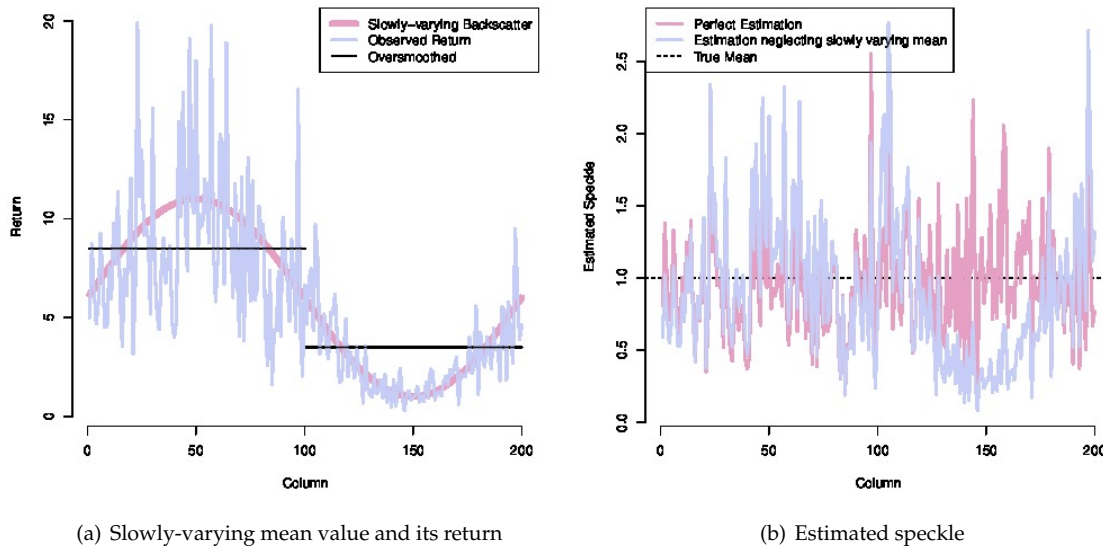 Slowly-varying Backscatter
Observed Return
Oversmoothed
Return
20
15
10
5
0
0 50 100 150 200
Column
(a) Slowly-varying mean value and its return
Perfect Estimation
Estimation neglecting slowly varying mean
True Mean
Estimated Speckle
2.5
2.0
1.5
1.0
0.5
0.0
0 50 100 150 200
Column
(b) Estimated speckle